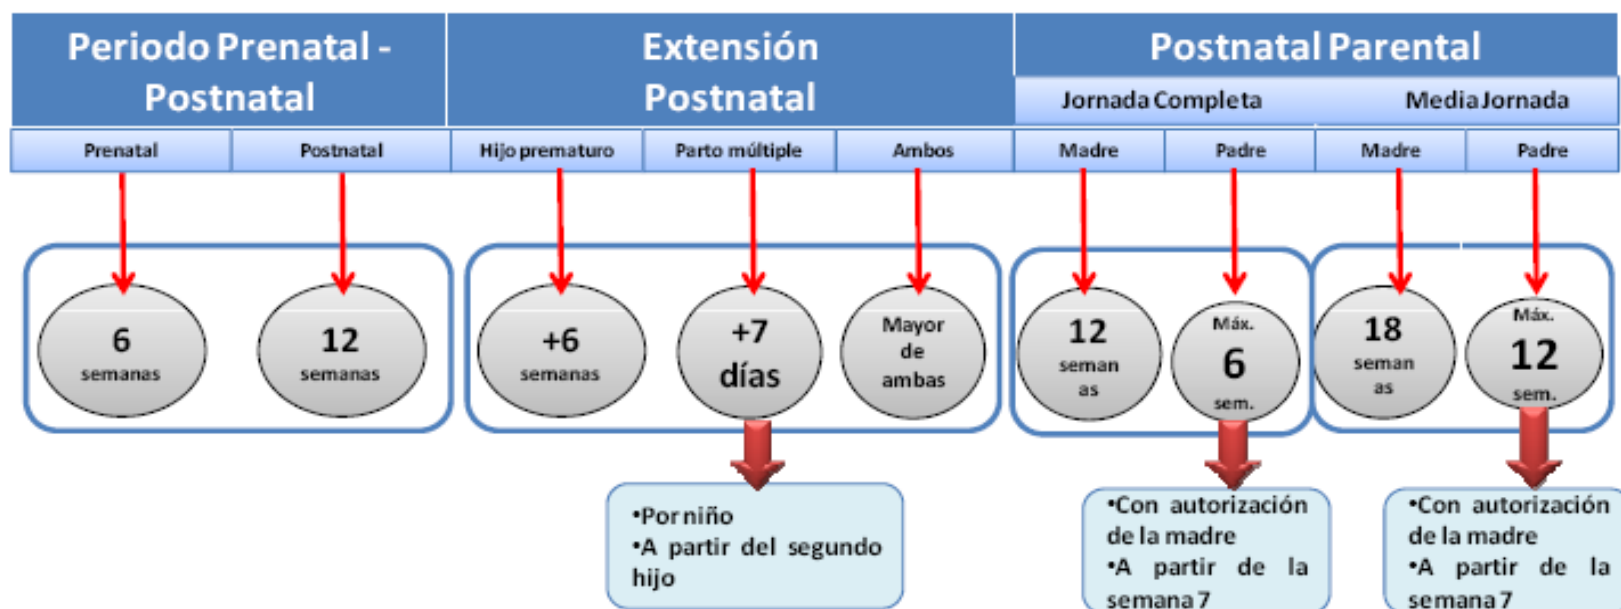 Periodo Prenatal -
Postnatal
Extensión
Postnatal
Postnatal Parental
Jornada Completa
Media Jornada
Prenatal
Postnatal
Hijo prematuro
Parto múltiple
Ambos
Madre
Padre
Madre
Padre
6
semanas
12
semanas
+6
semanas
+7
días
Mayor
de
ambas
12
seman
as
Máx.
6
sem.
18
seman
as
Máx.
12
sem.
•Por niño
•A partir del segundo
hijo
•Con autorización
de la madre
•A partir de la
semana 7
•Con autorización
de la madre
•A partir de la
semana 7